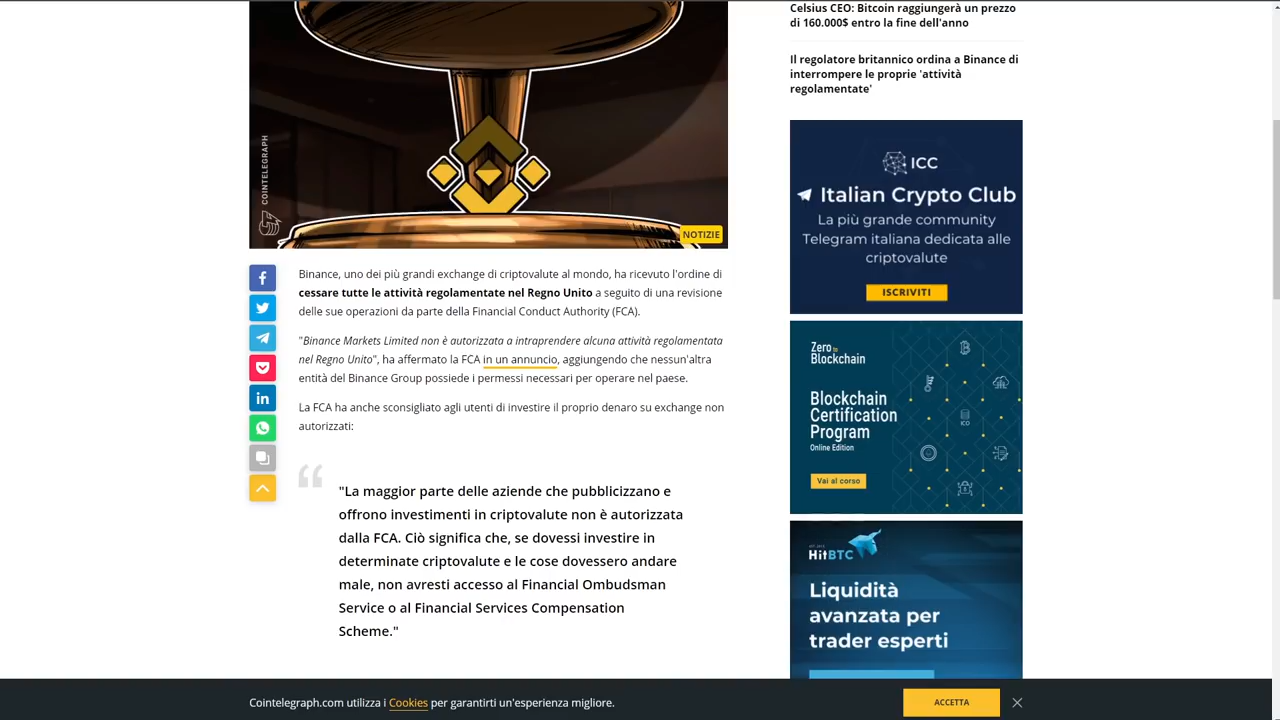 Celsius CEO: Bitcoin raggiungerà un prezzo
di 160.000$ entro la fine dell'anno
Il regolatore britannico ordina a Binance di
interrompere le proprie 'attività
regolamentate'
COINTELEGRAPH
NOTIZIE
Binance, uno dei più grandi exchange di criptovalute al mondo, ha ricevuto l'ordine di
cessare tutte le attività regolamentate nel Regno Unito a seguito di una revisione
delle sue operazioni da parte della Financial Conduct Authority (FCA).
"Binance Markets Limited non è autorizzata a intraprendere alcuna attività regolamentata
nel Regno Unito", ha affermato la FCA in un annuncio, aggiungendo che nessun'altra
entità del Binance Group possiede i permessi necessari per operare nel paese.
La FCA ha anche sconsigliato agli utenti di investire il proprio denaro su exchange non
autorizzati:
"La maggior parte delle aziende che pubblicizzano e
offrono investimenti in criptovalute non è autorizzata
dalla FCA. Ciò significa che, se dovessi investire in
determinate criptovalute e le cose dovessero andare
male, non avresti accesso al Financial Ombudsman
Service o al Financial Services Compensation
Scheme."
ICC
Italian Crypto Club
La più grande community
Telegram italiana dedicata alle
criptovalute
ISCRIVITI
Zero to
Blockchain
Blockchain
Certification
Program
Online Edition
Vai al corso
ICO
HitBTC
Liquidità
avanzata per
trader esperti
Cointelegraph.com utilizza i Cookies per garantirti un'esperienza migliore.
ACCETTA